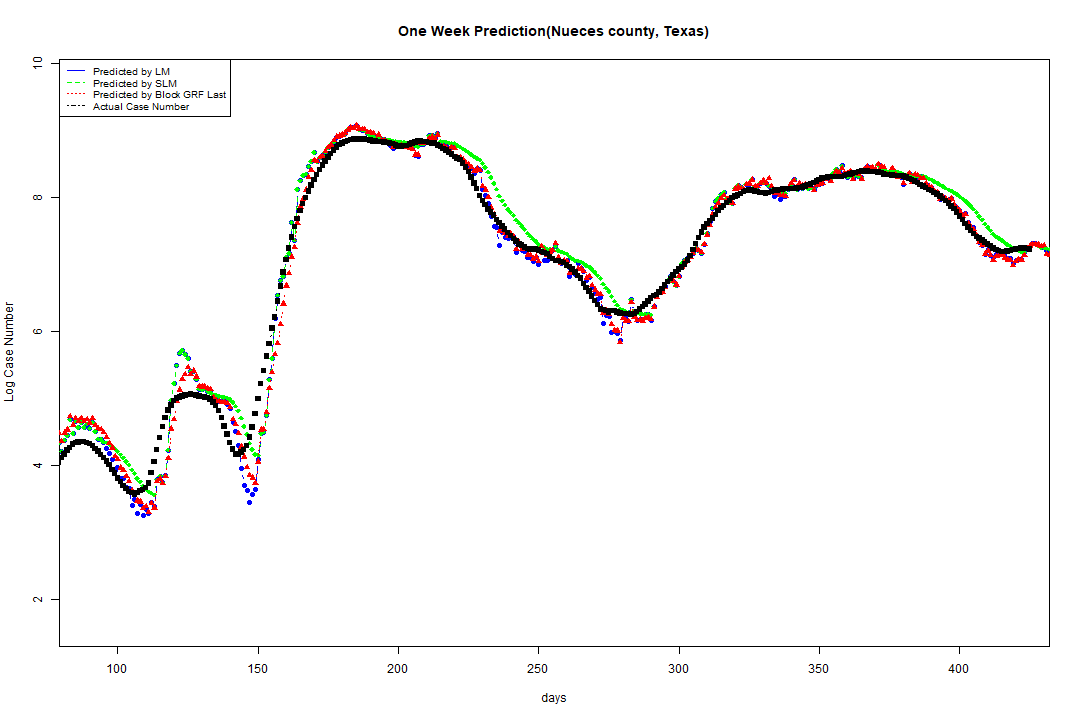 One Week Prediction(Nueces county, Texas)
Predicted by LM
Predicted by SLM
Predicted by Block GRF Last
Actual Case Number
Log Case Number
10
8
6
4
2
100 150 200 250 300 350 400
days